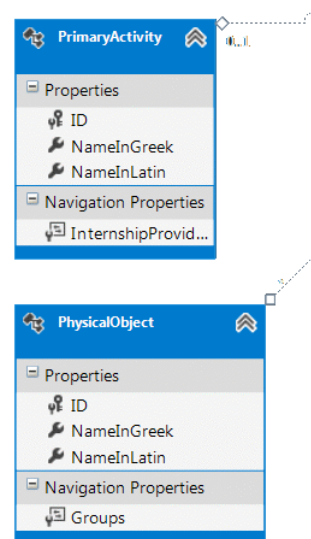 PrimaryActivity
Properties
ID
NameInGreek
NameInLatin
Navigation Properties
InternshipProvid...
PhysicalObject
Properties
ID
NameInGreek
NameInLatin
Navigation Properties
Groups